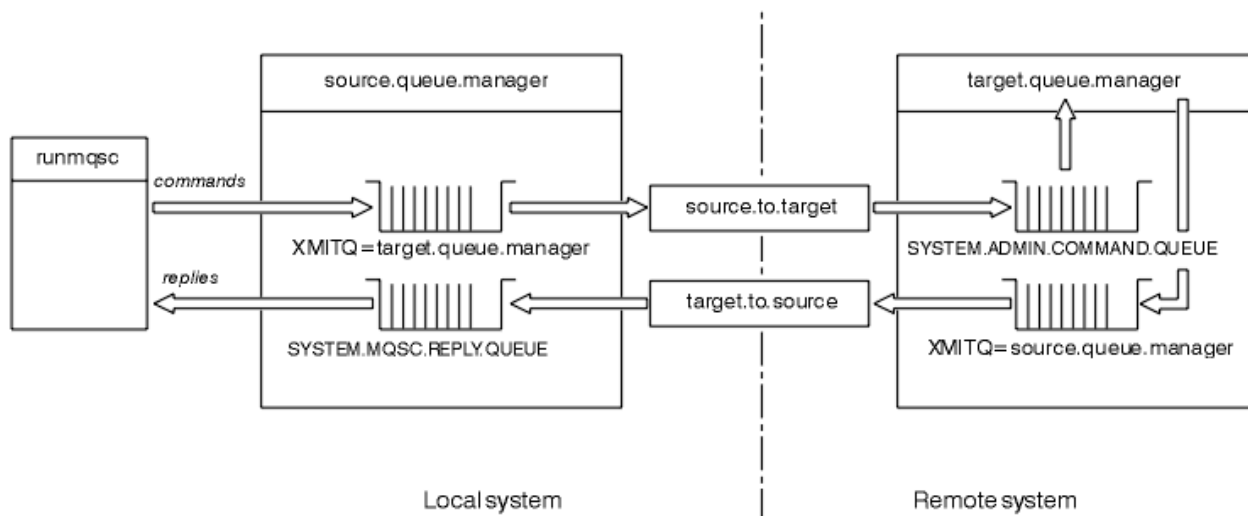 source.queue.manager
target.queue.manager
runmqsc
commands
source.to.target
XMITQ=target.queue.manager
SYSTEM.ADMIN.COMMAND.QUEUE
replies
target.to.source
SYSTEM.MQSC.REPLY.QUEUE
XMITQ=source.queue.manager
Local system
Remote system